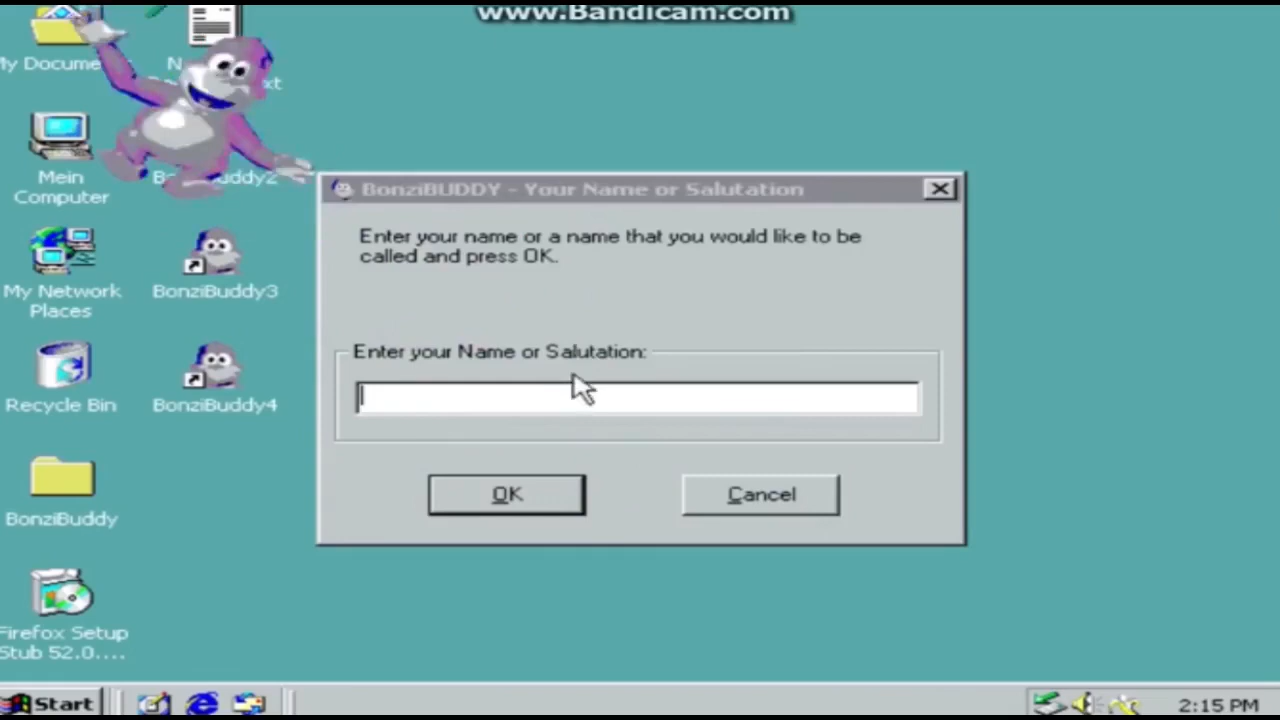 www.Bandicam.com
My Docume
N
xt
Mein
Computer
BonziBUDDY - Your Name or Salutation
Enter your name or a name that you would like to be
called and press OK.
My Network
Places
BonziBuddy3
Enter your Name or Salutation:
Recycle Bin
BonziBuddy4
OK
Cancel
BonziBuddy
Firefox Setup
Stub 52.0....
Start
2:15 PM